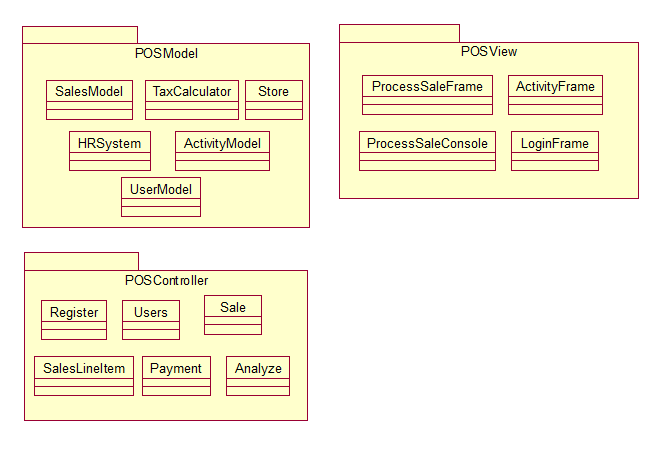 POSModel
SalesModel TaxCalculator Store
HRSystem ActivityModel
UserModel
POSView
ProcessSaleFrame ActivityFrame
ProcessSaleConsole LoginFrame
POSController
Register Users Sale
SalesLineItem Payment Analyze